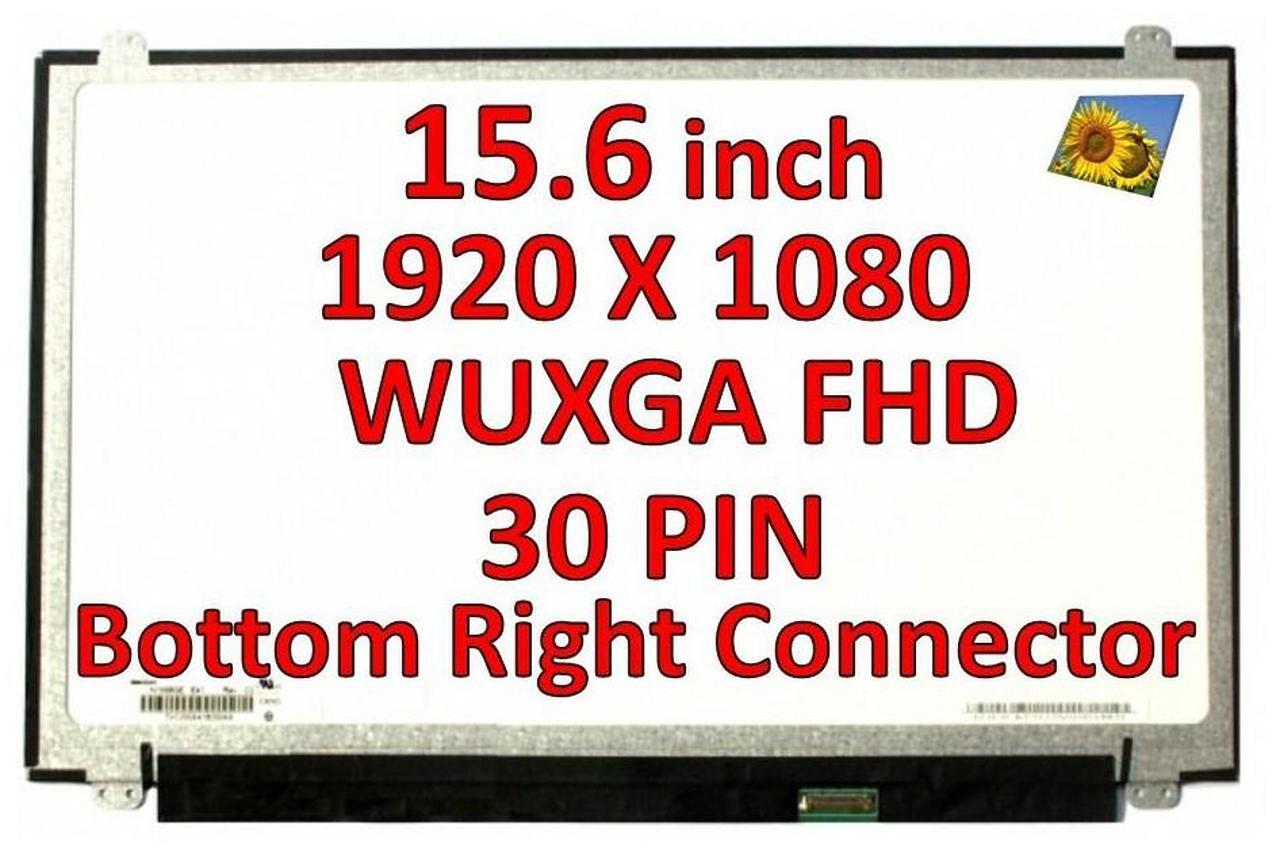 15.6 inch
1920 X 1080
WUXGA FHD
30 PIN
Bottom Right Connector